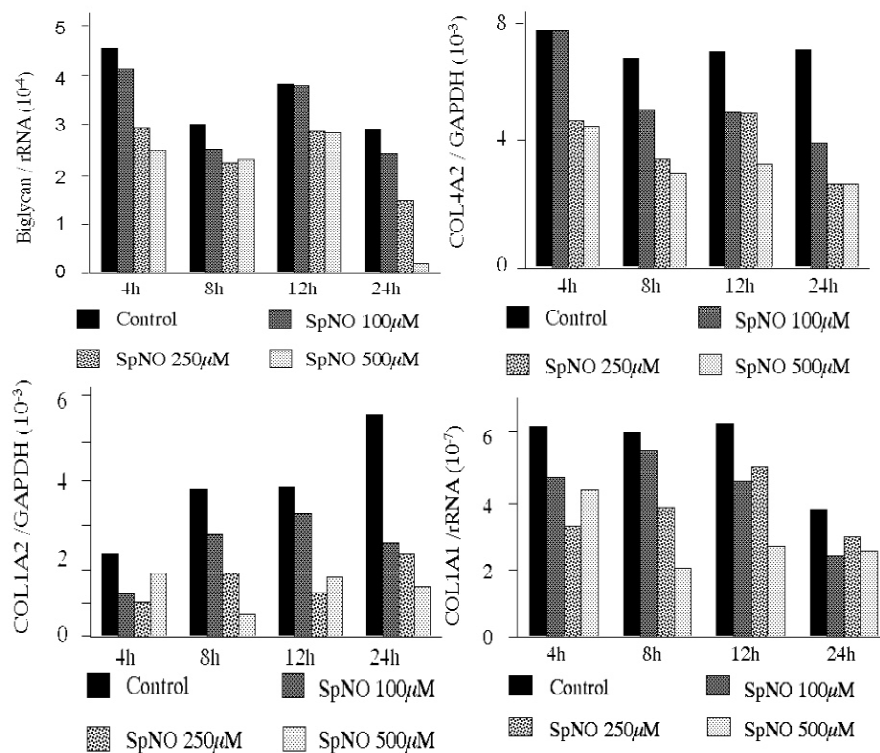 Biglycan / rRNA (10-4)
5
4
3
2
1
0
4h 8h 12h 24h
Control SpNO 100µM
SpNO 250µM SpNO 500µM
COL4A2 / GAPDH (10-3)
8
4
0
4h 8h 12h 24h
Control SpNO 100µM
SpNO 250µM SpNO 500µM
COL1A2 /GAPDH (10-3)
6
4
2
0
4h 8h 12h 24h
Control SpNO 100µM
SpNO 250µM SpNO 500µM
COL1A1 /rRNA (10-7)
6
4
2
0
4h 8h 12h 24h
Control SpNO 100µM
SpNO 250µM SpNO 500µM